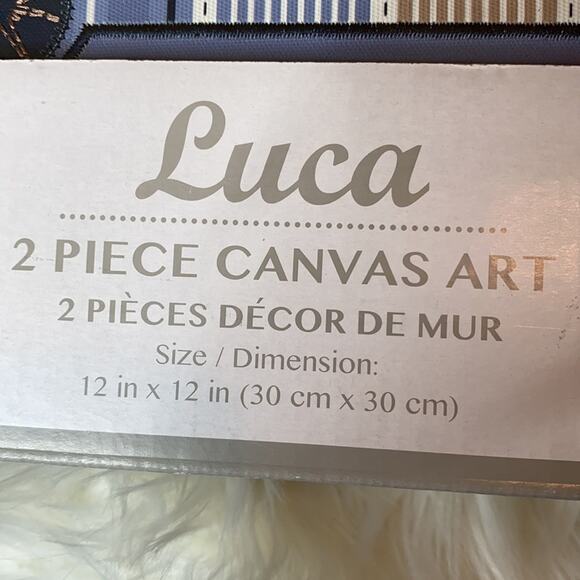 Luca
2 PIECE CANVAS ART
2 PIÈCES DÉCOR DE MUR
Size / Dimension:
12 in x 12 in (30 cm x 30 cm)